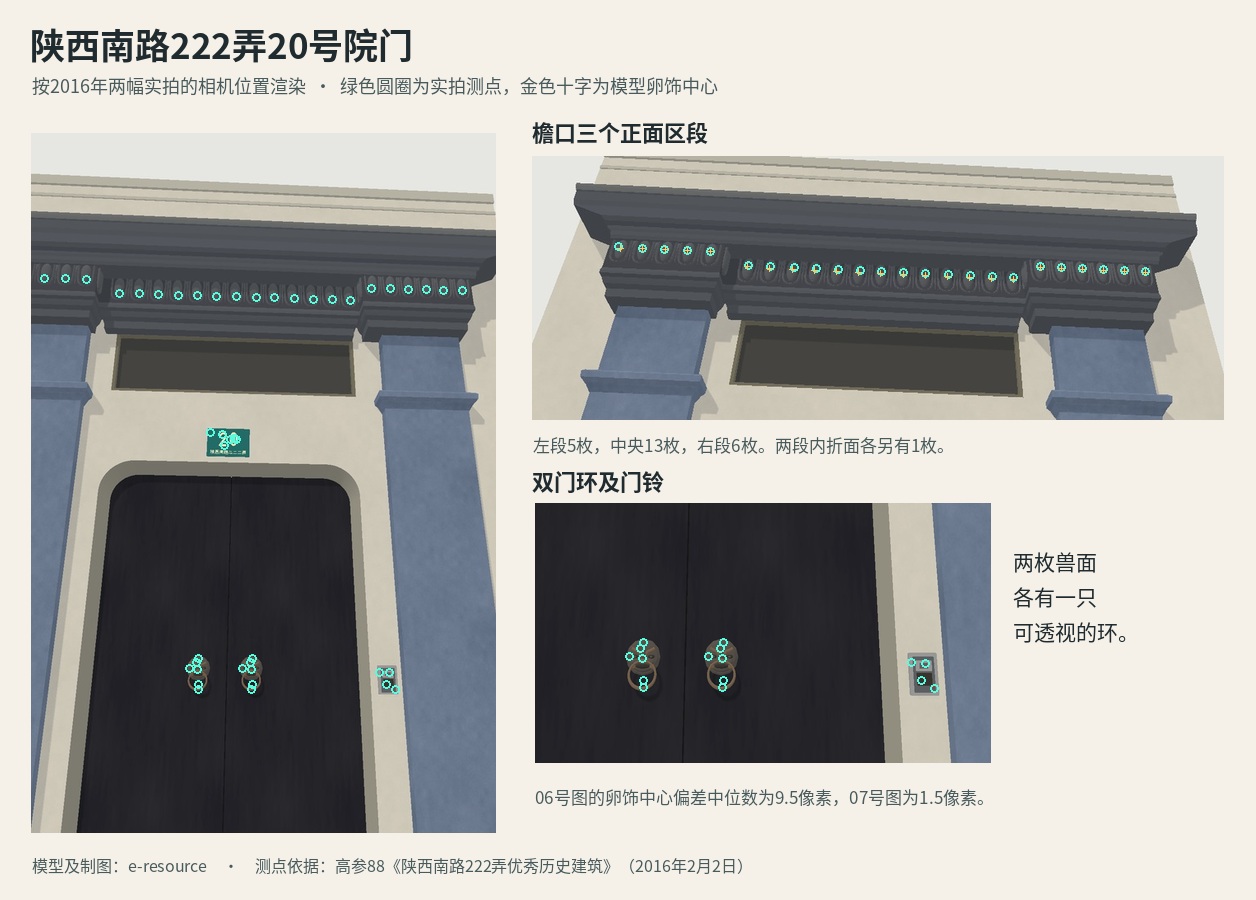 陕西南路222弄20号院门
按2016年两幅实拍的相机位置渲染 · 绿色圆圈为实拍测点，金色十字为模型卵饰中心
檐口三个正面区段
左段5枚，中央13枚，右段6枚。两段内折面各另有1枚。
双门环及门铃
两枚兽面
各有一只
可透视的环。
06号图的卵饰中心偏差中位数为9.5像素，07号图为1.5像素。
模型及制图：e-resource · 测点依据：高参88《陕西南路222弄优秀历史建筑》（2016年2月2日）